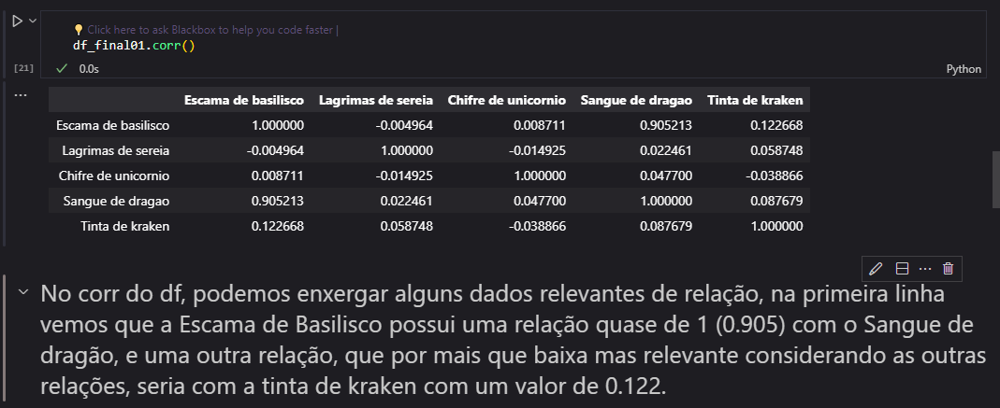 Click here to ask Blackbox to help you code faster |
df_final01.corr()
[21]
0.0s
Python
...
Escama de basilisco Lagrimas de sereia Chifre de unicornio Sangue de dragao Tinta de kraken
Escama de basilisco 1.000000 -0.004964 0.008711 0.905213 0.122668
Lagrimas de sereia -0.004964 1.000000 -0.014925 0.022461 0.058748
Chifre de unicornio 0.008711 -0.014925 1.000000 0.047700 -0.038866
Sangue de dragao 0.905213 0.022461 0.047700 1.000000 0.087679
Tinta de kraken 0.122668 0.058748 -0.038866 0.087679 1.000000
No corr do df, podemos enxergar alguns dados relevantes de relação, na primeira linha
vemos que a Escama de Basilisco possui uma relação quase de 1 (0.905) com o Sangue de
dragão, e uma outra relação, que por mais que baixa mas relevante considerando as outras
relações, seria com a tinta de kraken com um valor de 0.122.